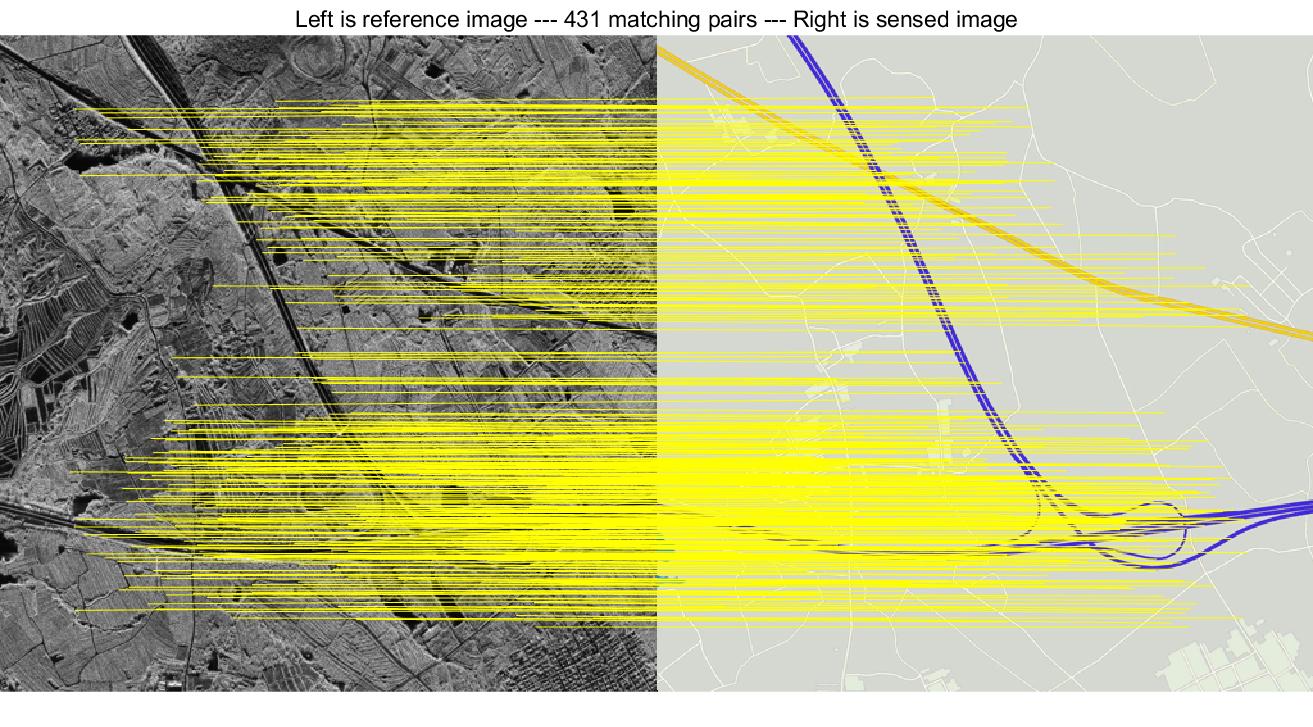 Left is reference image --- 431 matching pairs --- Right is sensed image